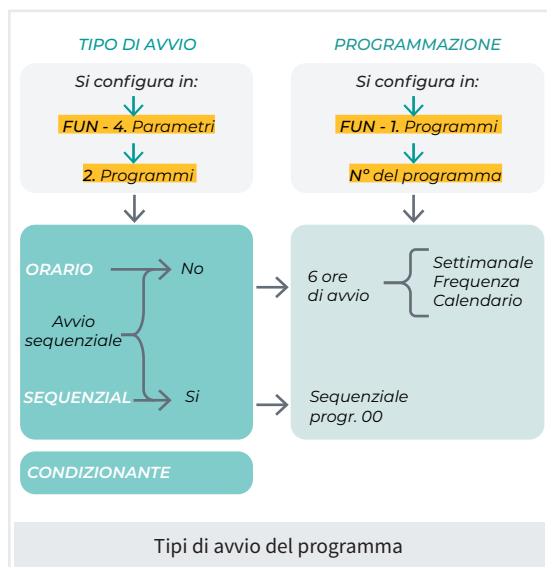 TIPO DI AVVIO
Si configura in:
FUN - 4. Parametri
2. Programmi
PROGRAMMAZIONE
Si configura in:
FUN - 1. Programmi
Nº del programma
ORARIO
No
Avvio
sequenziale
SEQUENZIAL
Si
6 ore
di avvio
Settimanale
Frequenza
Calendario
Sequenziale
progr. 00
CONDIZIONANTE
Tipi di avvio del programma